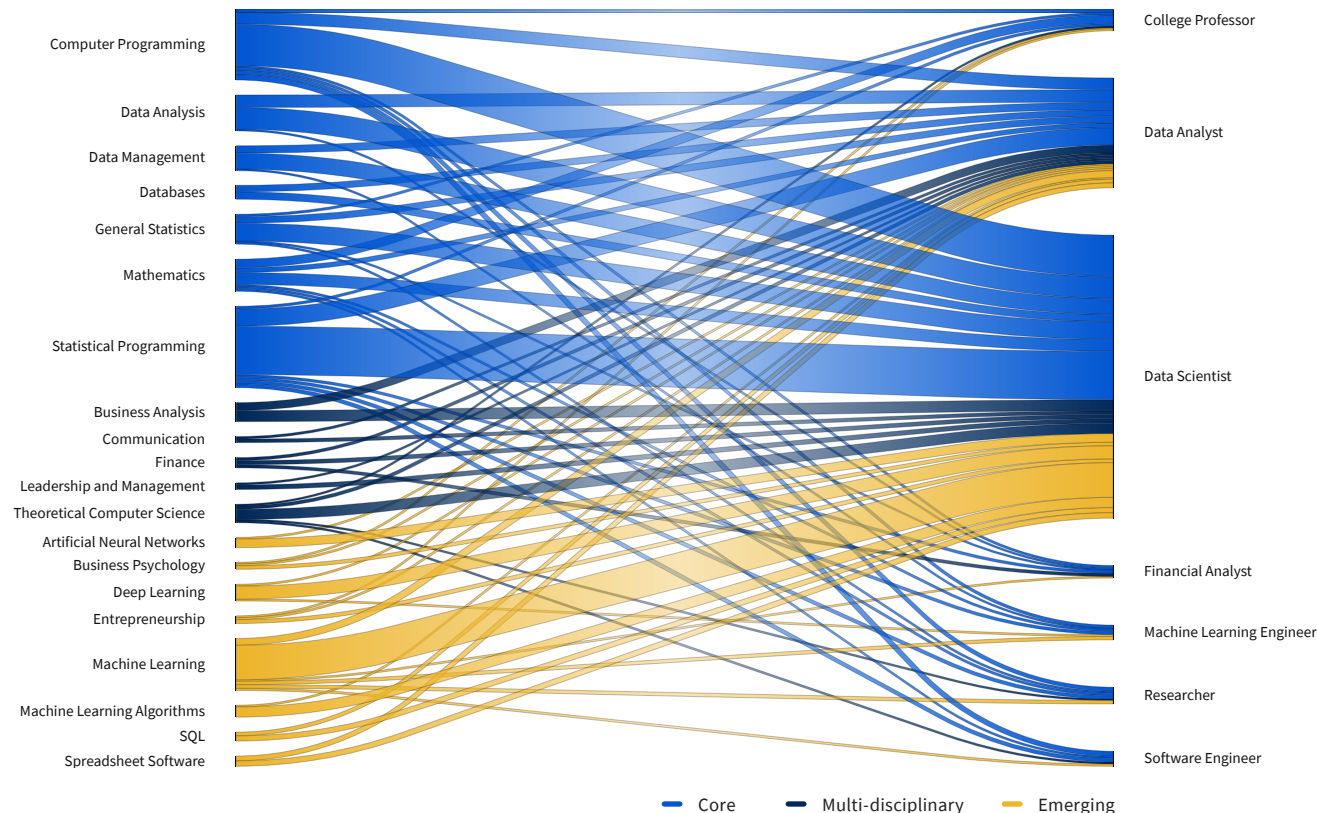 Computer Programming
Data Analysis
Data Management
Databases
General Statistics
Mathematics
Statistical Programming
Business Analysis
Communication
Finance
Leadership and Management
Theoretical Computer Science
Artificial Neural Networks
Business Psychology
Deep Learning
Entrepreneurship
Machine Learning
Machine Learning Algorithms
SQL
Spreadsheet Software
College Professor
Data Analyst
Data Scientist
Financial Analyst
Machine Learning Engineer
Researcher
Software Engineer
Core Multi-disciplinary Emerging